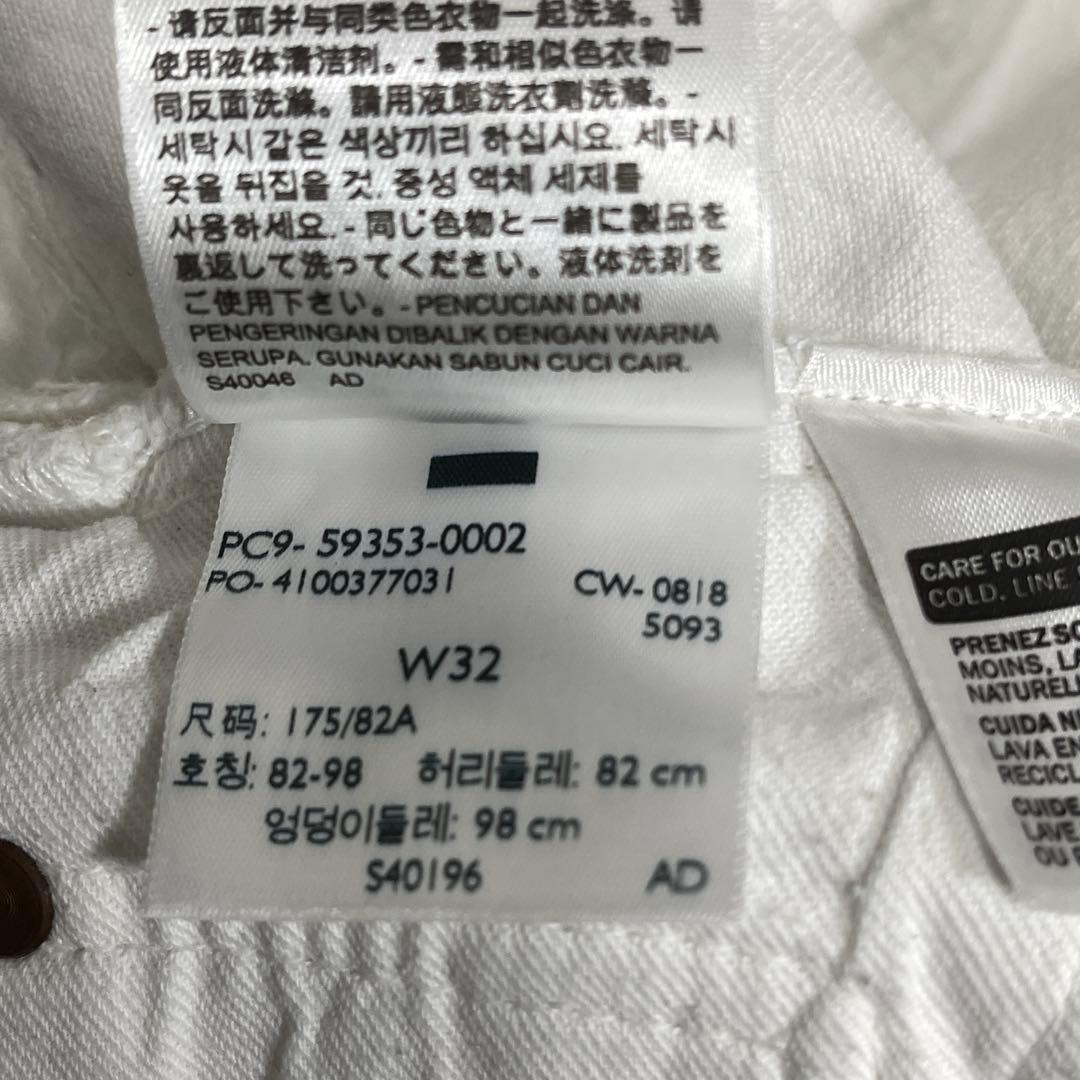 - 请反面并与同类色衣物一起洗涤。请
使用液体清洁剂。- 需和相似色衣物一
同反面洗滌。請用液態洗衣劑洗滌。-
세탁시 같은 색상끼리 하십시요. 세탁시
옷을 뒤집을 것. 중성 액체 세제를
사용하세요. - 同じ色物と一緒に製品を
裏返して洗ってください。液体洗剤を
ご使用下さい。- PENCUCIAN DAN
PENGERINGAN DIBALIK DENGAN WARNA
SERUPA. GUNAKAN SABUN CUCI CAIR.
S40046 AD
PC9- 59353-0002
PO- 4100377031 CW- 0818
5093
W32
尺码: 175/82A
호칭: 82-98 허리둘레: 82 cm
엉덩이둘레: 98 cm
S40196 AD
CARE FOR OU
COLD, LINE
PRENEZ SO
MOINS, LA
NATURELL
CUIDA N
LAVA EN
RECICL
CUIDE
LAVE
OU